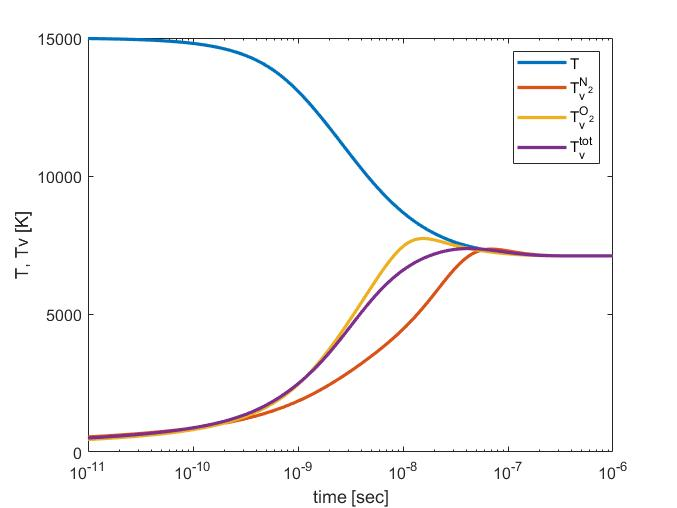 15000
10000
5000
0
T, Tv [K]
T
T_v^{N_2}
T_v^{O_2}
T_v^{tot}
10^{-11} 10^{-10} 10^{-9} 10^{-8} 10^{-7} 10^{-6}
time [sec]